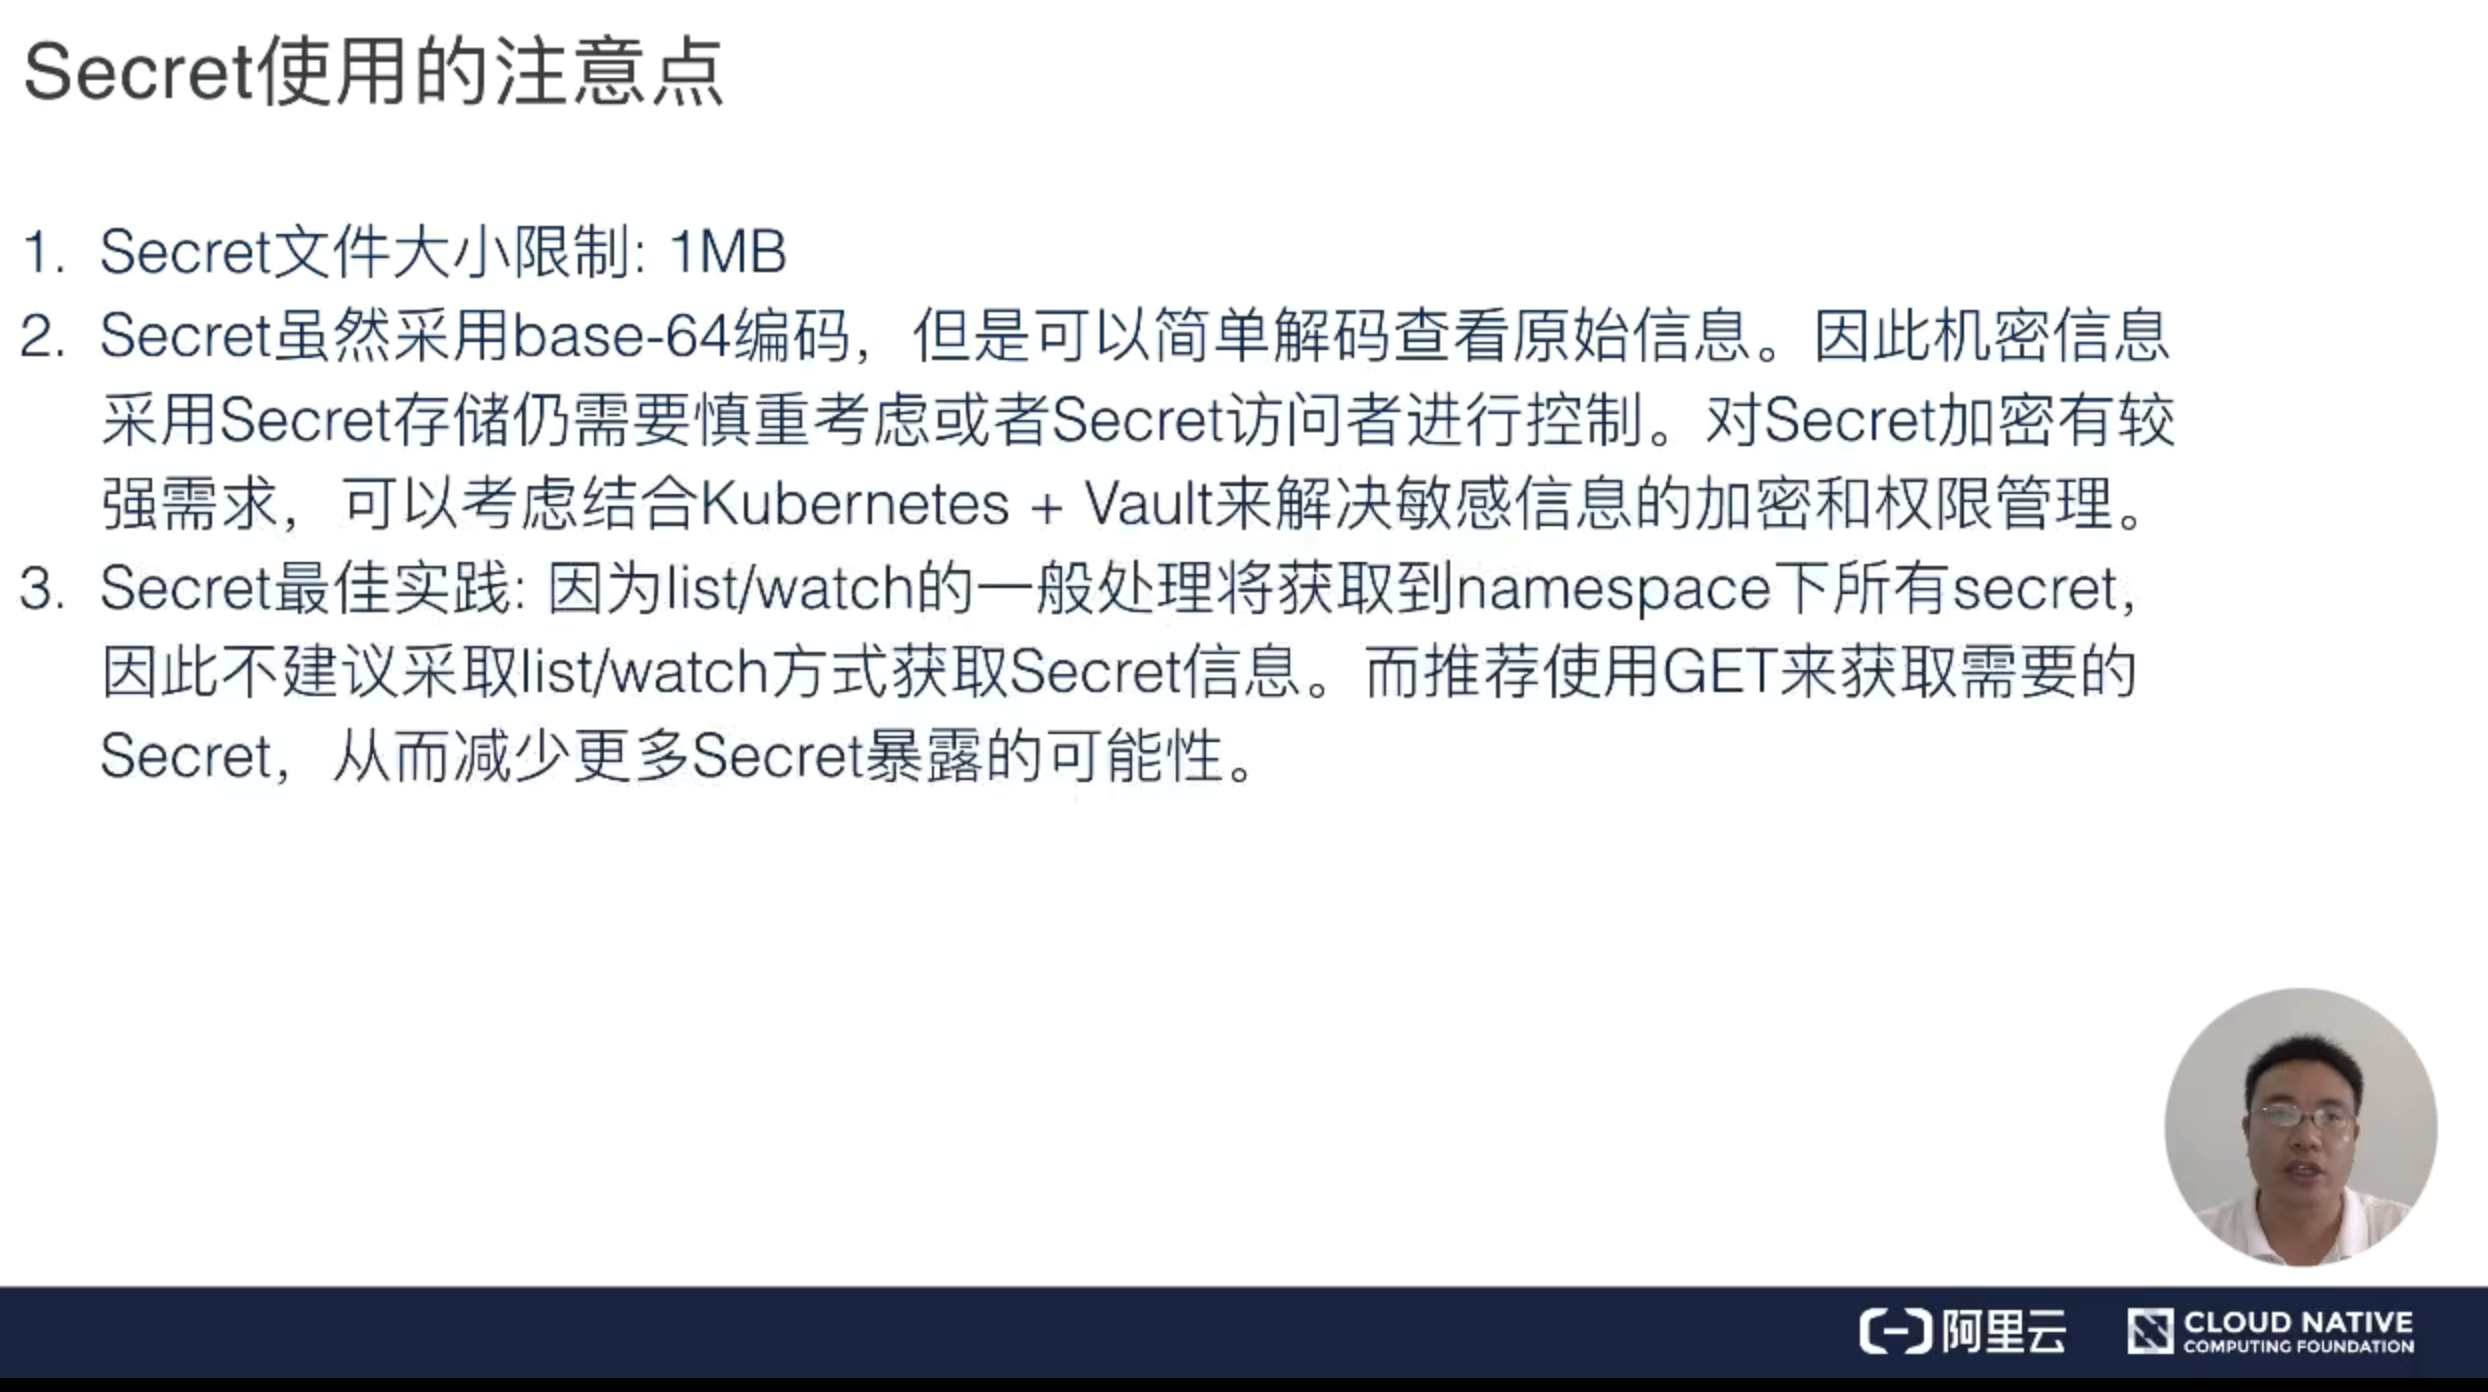 Secret使用的注意点
1. Secret文件大小限制: 1MB
2. Secret虽然采用base-64编码，但是可以简单解码查看原始信息。因此机密信息
采用Secret存储仍需要慎重考虑或者Secret访问者进行控制。对Secret加密有较
强需求，可以考虑结合Kubernetes + Vault来解决敏感信息的加密和权限管理。
3. Secret最佳实践: 因为list/watch的一般处理将获取到namespace下所有secret,
因此不建议采取list/watch方式获取Secret信息。而推荐使用GET来获取需要的
Secret，从而减少更多Secret暴露的可能性。
阿里云
CLOUD NATIVE
COMPUTING FOUNDATION